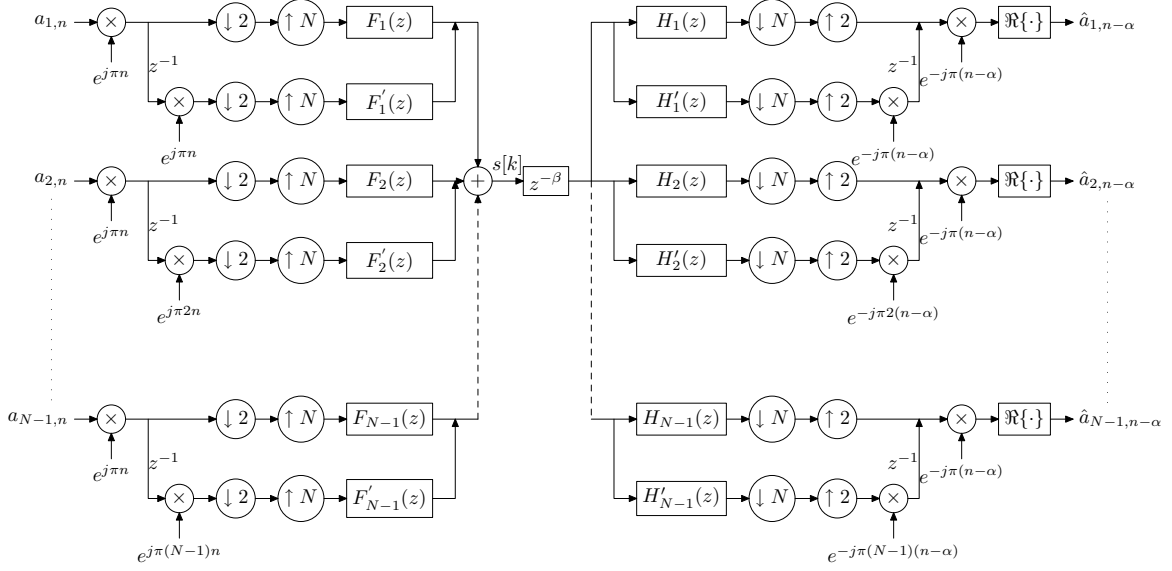 a_{1,n} × ↓ 2 ↑ N F_1(z) H_1(z) ↓ N ↑ 2 × ℜ{·} â_{1,n−α}
e^{jπn} z^{−1} z^{−1} e^{−jπ(n−α)}
× ↓ 2 ↑ N F_1^'(z) H_1′(z) ↓ N ↑ 2 ×
e^{jπn} e^{−jπ(n−α)}
a_{2,n} × ↓ 2 ↑ N F_2(z) + s[k] z^{−β} H_2(z) ↓ N ↑ 2 × ℜ{·} â_{2,n−α}
e^{jπn} z^{−1} z^{−1} e^{−jπ(n−α)}
× ↓ 2 ↑ N F_2^'(z) H_2′(z) ↓ N ↑ 2 ×
e^{jπ2n} e^{−jπ2(n−α)}
a_{N−1,n} × ↓ 2 ↑ N F_{N−1}(z) H_{N−1}(z) ↓ N ↑ 2 × ℜ{·} â_{N−1,n−α}
e^{jπn} z^{−1} z^{−1} e^{−jπ(n−α)}
× ↓ 2 ↑ N F_{N−1}^'(z) H_{N−1}′(z) ↓ N ↑ 2 ×
e^{jπ(N−1)n} e^{−jπ(N−1)(n−α)}